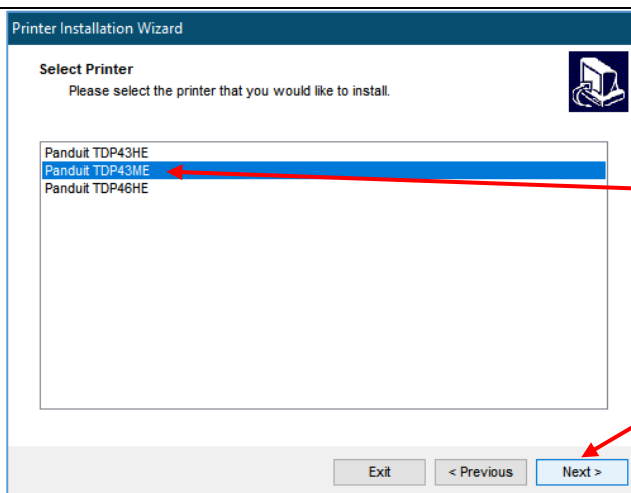 Printer Installation Wizard
Select Printer
Please select the printer that you would like to install.
Panduit TDP43HE
Panduit TDP43ME
Panduit TDP46HE
Exit
< Previous
Next >